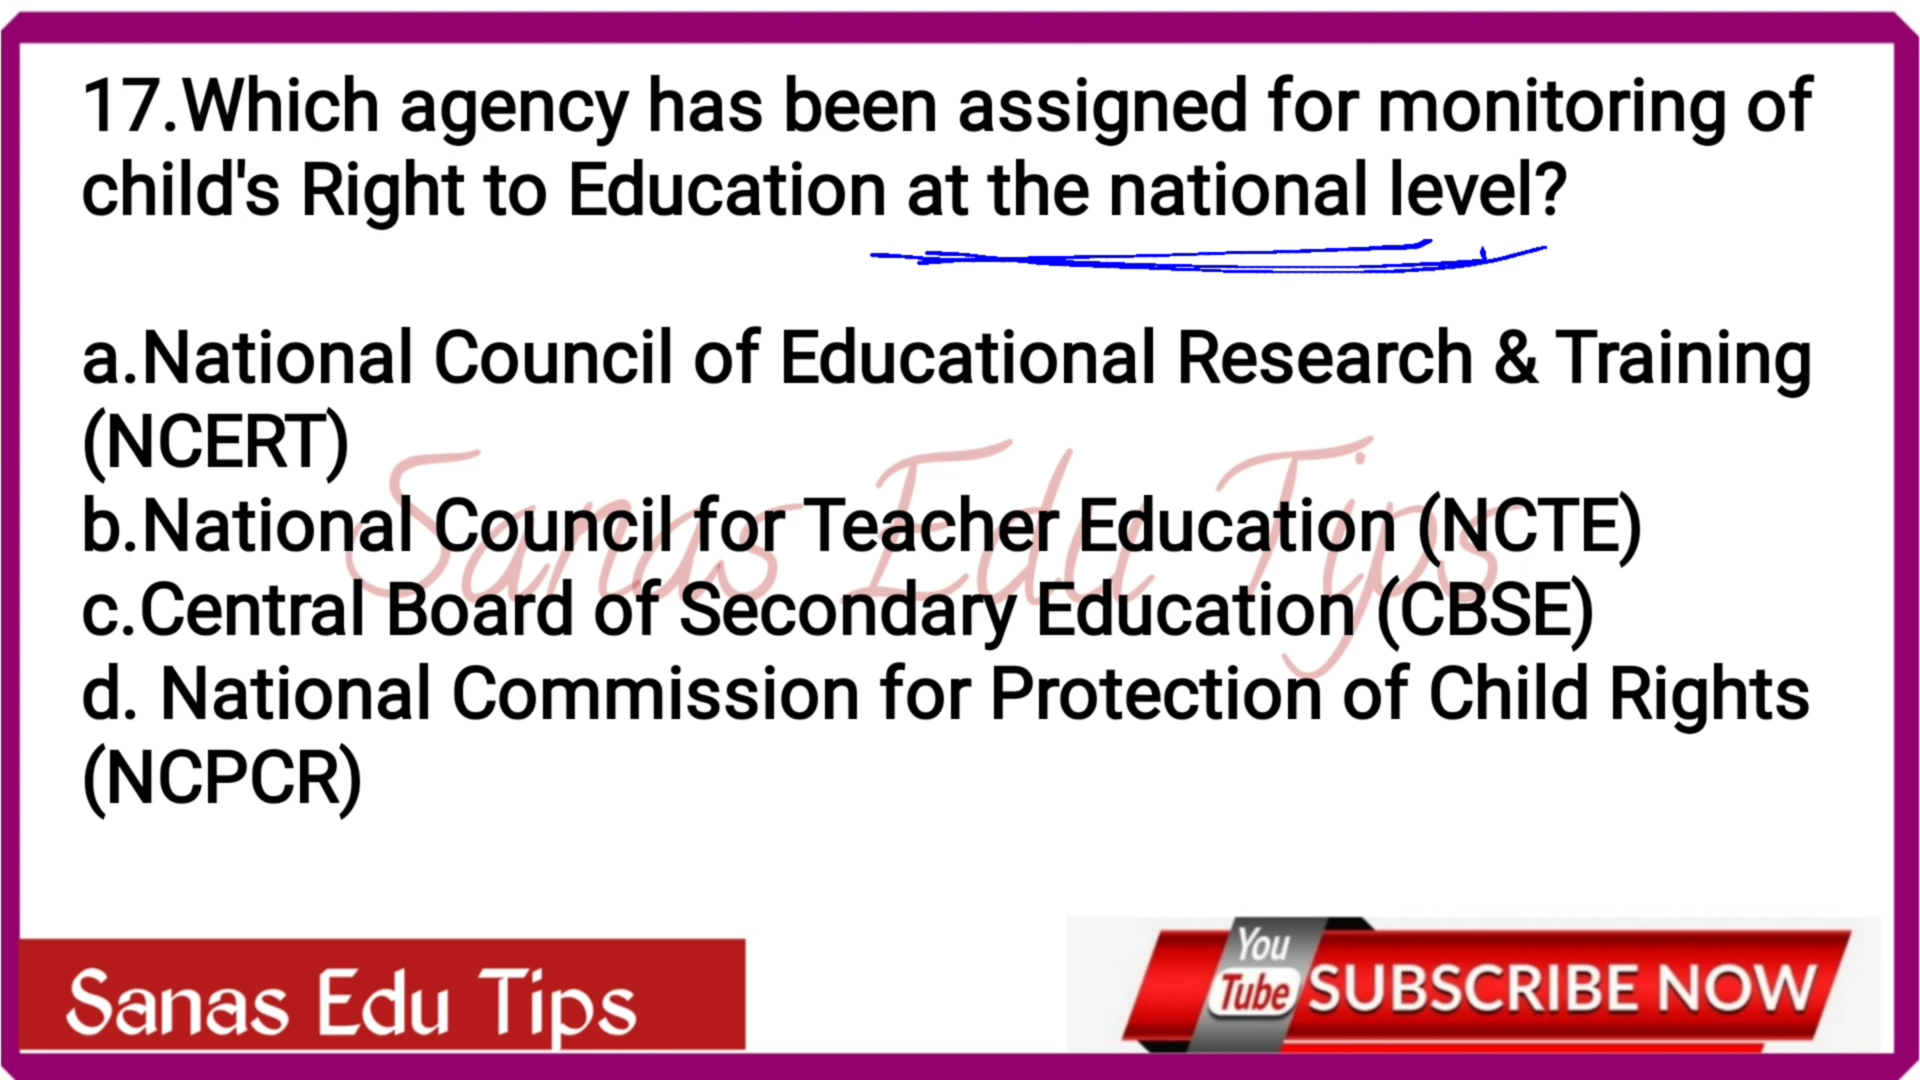 17.Which agency has been assigned for monitoring of
child's Right to Education at the national level?
a.National Council of Educational Research & Training
(NCERT)
b.National Council for Teacher Education (NCTE)
c.Central Board of Secondary Education (CBSE)
d. National Commission for Protection of Child Rights
(NCPCR)
Sanas Edu Tips
Sanas Edu Tips
You
Tube SUBSCRIBE NOW